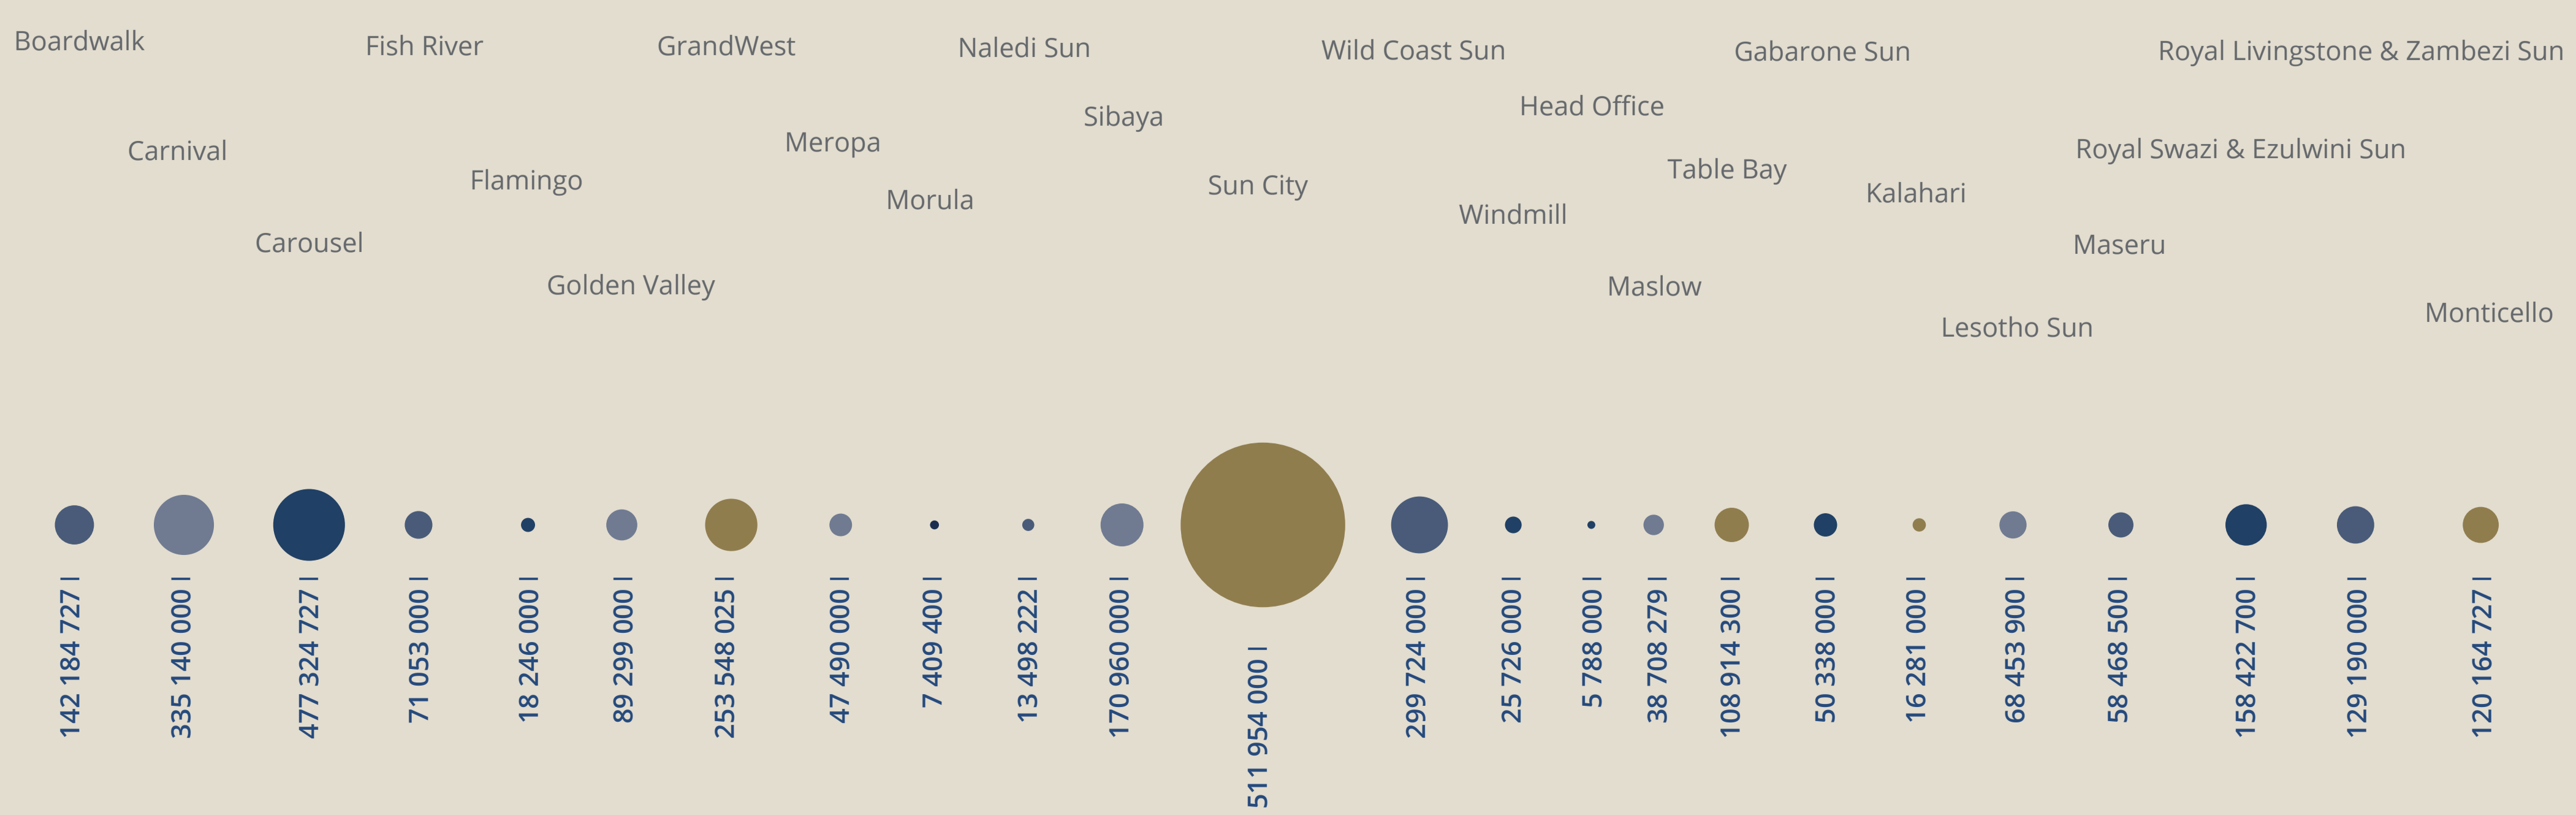 Boardwalk
Carnival
Carousel
Fish River
Flamingo
Golden Valley
GrandWest
Meropa
Morula
Naledi Sun
Sibaya
Sun City
Wild Coast Sun
Windmill
Head Office
Maslow
Table Bay
Gabarone Sun
Kalahari
Lesotho Sun
Maseru
Royal Swazi & Ezulwini Sun
Royal Livingstone & Zambezi Sun
Monticello
142 184 727 l
335 140 000 l
477 324 727 l
71 053 000 l
18 246 000 l
89 299 000 l
253 548 025 l
47 490 000 l
7 409 400 l
13 498 222 l
170 960 000 l
511 954 000 l
299 724 000 l
25 726 000 l
5 788 000 l
38 708 279 l
108 914 300 l
50 338 000 l
16 281 000 l
68 453 900 l
58 468 500 l
158 422 700 l
129 190 000 l
120 164 727 l